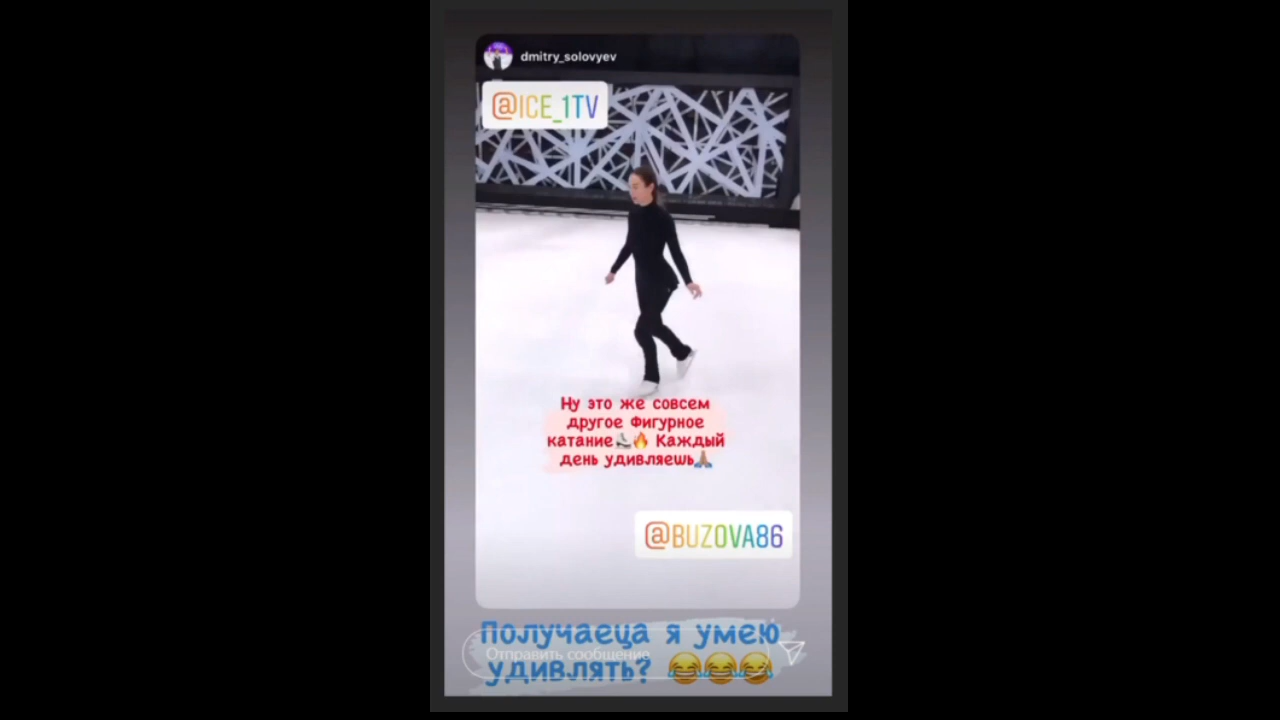 dmitry_solovyev
@ICE_1TV
Ну это же совсем
другое Фигурное
катание⛸️🔥 Каждый
день удивляешь🙏🏽
@BUZOVA86
Получаеца я умею
Отправить сообщение
удивлять? 😂😂🤣